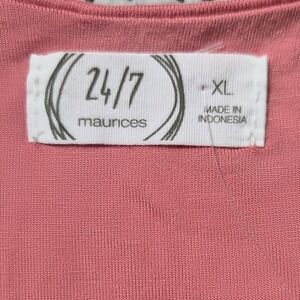 24/7
maurices
XL
MADE IN
INDONESIA